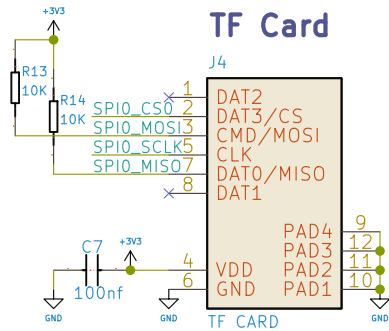 TF Card
+3V3
J4
R13
10K
R14
10K
1
DAT2
SPI0_CS0
2
DAT3/CS
SPI0_MOSI
3
CMD/MOSI
SPI0_SCLK
5
CLK
SPI0_MISO
7
DAT0/MISO
8
DAT1
PAD4
9
PAD3
12
C7
+3V3
4
VDD
PAD2
11
100nf
6
GND
PAD1
10
GND
GND
TF CARD
GND